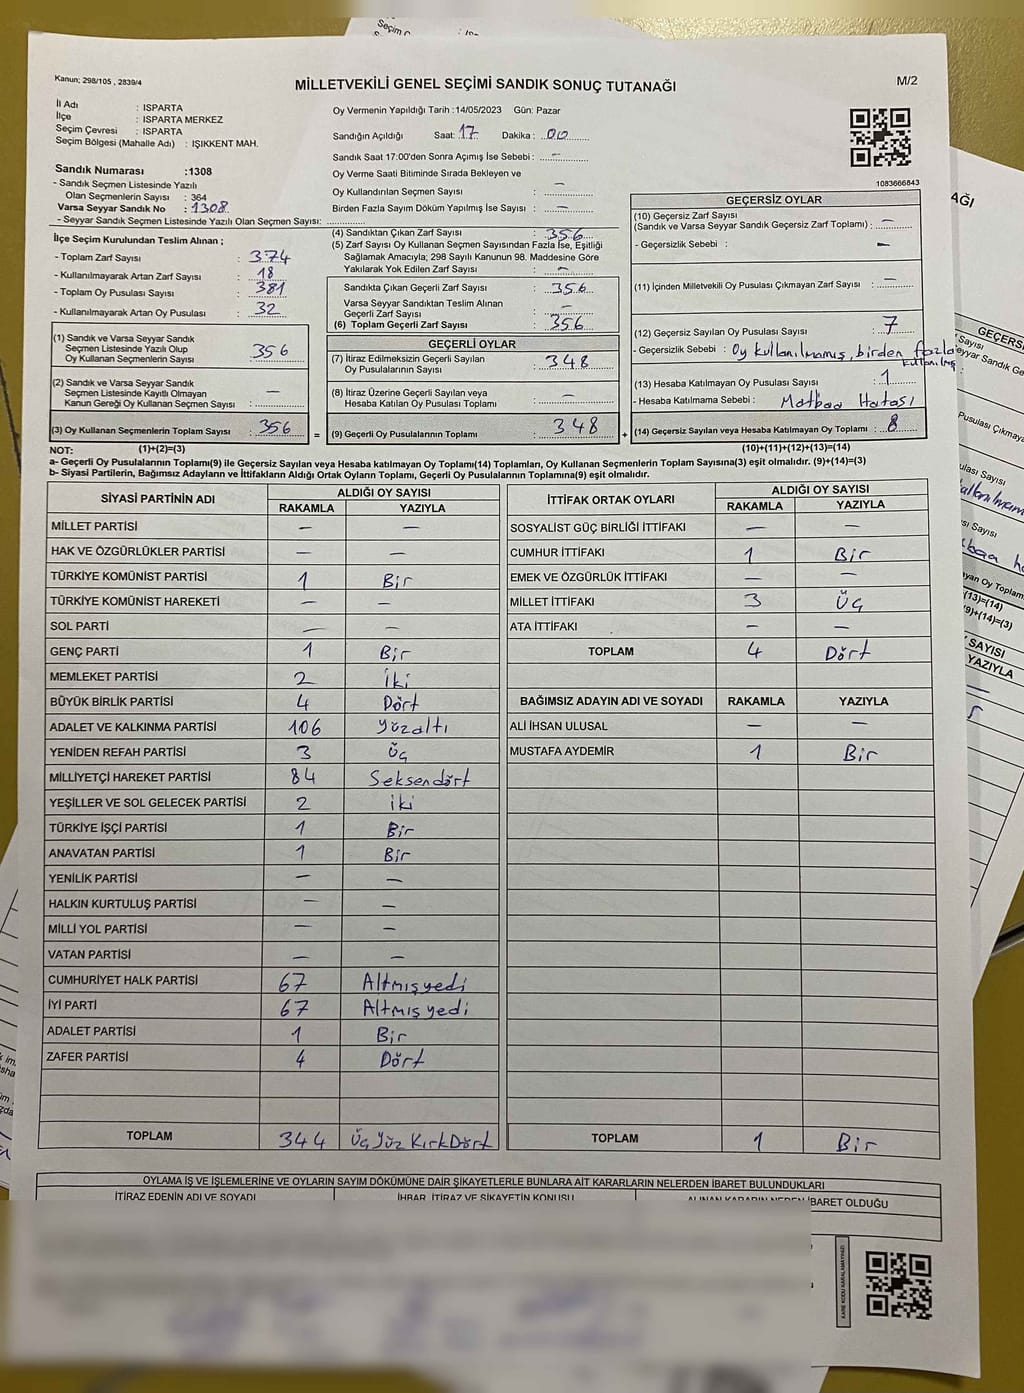 Kanun; 298/105 , 2839/4
MİLLETVEKİLİ GENEL SEÇİMİ SANDIK SONUÇ TUTANAĞI
M/2
İl Adı : ISPARTA
İlçe : ISPARTA MERKEZ
Seçim Çevresi : ISPARTA
Seçim Bölgesi (Mahalle Adı) : IŞIKKENT MAH.
Sandık Numarası :1308
- Sandık Seçmen Listesinde Yazılı
Olan Seçmenlerin Sayısı : 364
Varsa Seyyar Sandık No : 1308
- Seyyar Sandık Seçmen Listesinde Yazılı Olan Seçmen Sayısı:
Oy Vermenin Yapıldığı Tarih :14/05/2023 Gün: Pazar
Sandığın Açıldığı Saat: 17 Dakika : 00
Sandık Saat 17:00'den Sonra Açımış İse Sebebi : —
Oy Verme Saati Bitiminde Sırada Bekleyen ve
Oy Kullandırılan Seçmen Sayısı : —
Birden Fazla Sayım Döküm Yapılmış İse Sayısı : —
1083666843
İlçe Seçim Kurulundan Teslim Alınan ;
- Toplam Zarf Sayısı : 374
- Kullanılmayarak Artan Zarf Sayısı : 18
- Toplam Oy Pusulası Sayısı : 381
- Kullanılmayarak Artan Oy Pusulası : 32
(1) Sandık ve Varsa Seyyar Sandık
Seçmen Listesinde Yazılı Olup
Oy Kullanan Seçmenlerin Sayısı : 356
(2) Sandık ve Varsa Seyyar Sandık
Seçmen Listesinde Kayıtlı Olmayan
Kanun Gereği Oy Kullanan Seçmen Sayısı : —
(3) Oy Kullanan Seçmenlerin Toplam Sayısı : 356
(4) Sandıktan Çıkan Zarf Sayısı : 356
(5) Zarf Sayısı Oy Kullanan Seçmen Sayısından Fazla İse, Eşitliği
Sağlamak Amacıyla; 298 Sayılı Kanunun 98. Maddesine Göre
Yakılarak Yok Edilen Zarf Sayısı : —
Sandıkta Çıkan Geçerli Zarf Sayısı : 356
Varsa Seyyar Sandıktan Teslim Alınan
Geçerli Zarf Sayısı : —
(6) Toplam Geçerli Zarf Sayısı : 356
GEÇERLİ OYLAR
(7) İtiraz Edilmeksizin Geçerli Sayılan
Oy Pusulalarının Sayısı : 348
(8) İtiraz Üzerine Geçerli Sayılan veya
Hesaba Katılan Oy Pusulası Toplamı : —
= (9) Geçerli Oy Pusulalarının Toplamı : 348 +
GEÇERSİZ OYLAR
(10) Geçersiz Zarf Sayısı
(Sandık ve Varsa Seyyar Sandık Geçersiz Zarf Toplamı) : —
- Geçersizlik Sebebi : —
(11) İçinden Milletvekili Oy Pusulası Çıkmayan Zarf Sayısı : —
(12) Geçersiz Sayılan Oy Pusulası Sayısı : 7
- Geçersizlik Sebebi : Oy kullanılmamış, birden fazla
kullanılmış
(13) Hesaba Katılmayan Oy Pusulası Sayısı : 1
- Hesaba Katılmama Sebebi : Matbaa Hatası
(14) Geçersiz Sayılan veya Hesaba Katılmayan Oy Toplamı : 8
NOT: (1)+(2)=(3) (10)+(11)+(12)+(13)=(14)
a- Geçerli Oy Pusulalarının Toplamı(9) ile Geçersiz Sayılan veya Hesaba katılmayan Oy Toplamı(14) Toplamları, Oy Kullanan Seçmenlerin Toplam Sayısına(3) eşit olmalıdır. (9)+(14)=(3)
b- Siyasi Partilerin, Bağımsız Adayların ve İttifakların Aldığı Ortak Oyların Toplamı, Geçerli Oy Pusulalarının Toplamına(9) eşit olmalıdır.
SİYASİ PARTİNİN ADI ALDIĞI OY SAYISI
RAKAMLA YAZIYLA
MİLLET PARTİSİ — —
HAK VE ÖZGÜRLÜKLER PARTİSİ — —
TÜRKİYE KOMÜNİST PARTİSİ 1 Bir
TÜRKİYE KOMÜNİST HAREKETİ — —
SOL PARTİ — —
GENÇ PARTİ 1 Bir
MEMLEKET PARTİSİ 2 İki
BÜYÜK BİRLİK PARTİSİ 4 Dört
ADALET VE KALKINMA PARTİSİ 106 Yüzaltı
YENİDEN REFAH PARTİSİ 3 Üç
MİLLİYETÇİ HAREKET PARTİSİ 84 Seksendört
YEŞİLLER VE SOL GELECEK PARTİSİ 2 İki
TÜRKİYE İŞÇİ PARTİSİ 1 Bir
ANAVATAN PARTİSİ 1 Bir
YENİLİK PARTİSİ — —
HALKIN KURTULUŞ PARTİSİ — —
MİLLİ YOL PARTİSİ — —
VATAN PARTİSİ — —
CUMHURİYET HALK PARTİSİ 67 Altmışyedi
İYİ PARTİ 67 Altmışyedi
ADALET PARTİSİ 1 Bir
ZAFER PARTİSİ 4 Dört
TOPLAM 344 ÜçYüzKırkDört
İTTİFAK ORTAK OYLARI ALDIĞI OY SAYISI
RAKAMLA YAZIYLA
SOSYALİST GÜÇ BİRLİĞİ İTTİFAKI — —
CUMHUR İTTİFAKI 1 Bir
EMEK VE ÖZGÜRLÜK İTTİFAKI — —
MİLLET İTTİFAKI 3 Üç
ATA İTTİFAKI — —
TOPLAM 4 Dört
BAĞIMSIZ ADAYIN ADI VE SOYADI RAKAMLA YAZIYLA
ALİ İHSAN ULUSAL — —
MUSTAFA AYDEMİR 1 Bir
TOPLAM 1 Bir
OYLAMA İŞ VE İŞLEMLERİNE VE OYLARIN SAYIM DÖKÜMÜNE DAİR ŞİKAYETLERLE BUNLARA AİT KARARLARIN NELERDEN İBARET BULUNDUKLARI
İTİRAZ EDENİN ADI VE SOYADI İHBAR, İTİRAZ VE ŞİKAYETİN KONUSU ALINAN KARARIN NEDEN İBARET OLDUĞU